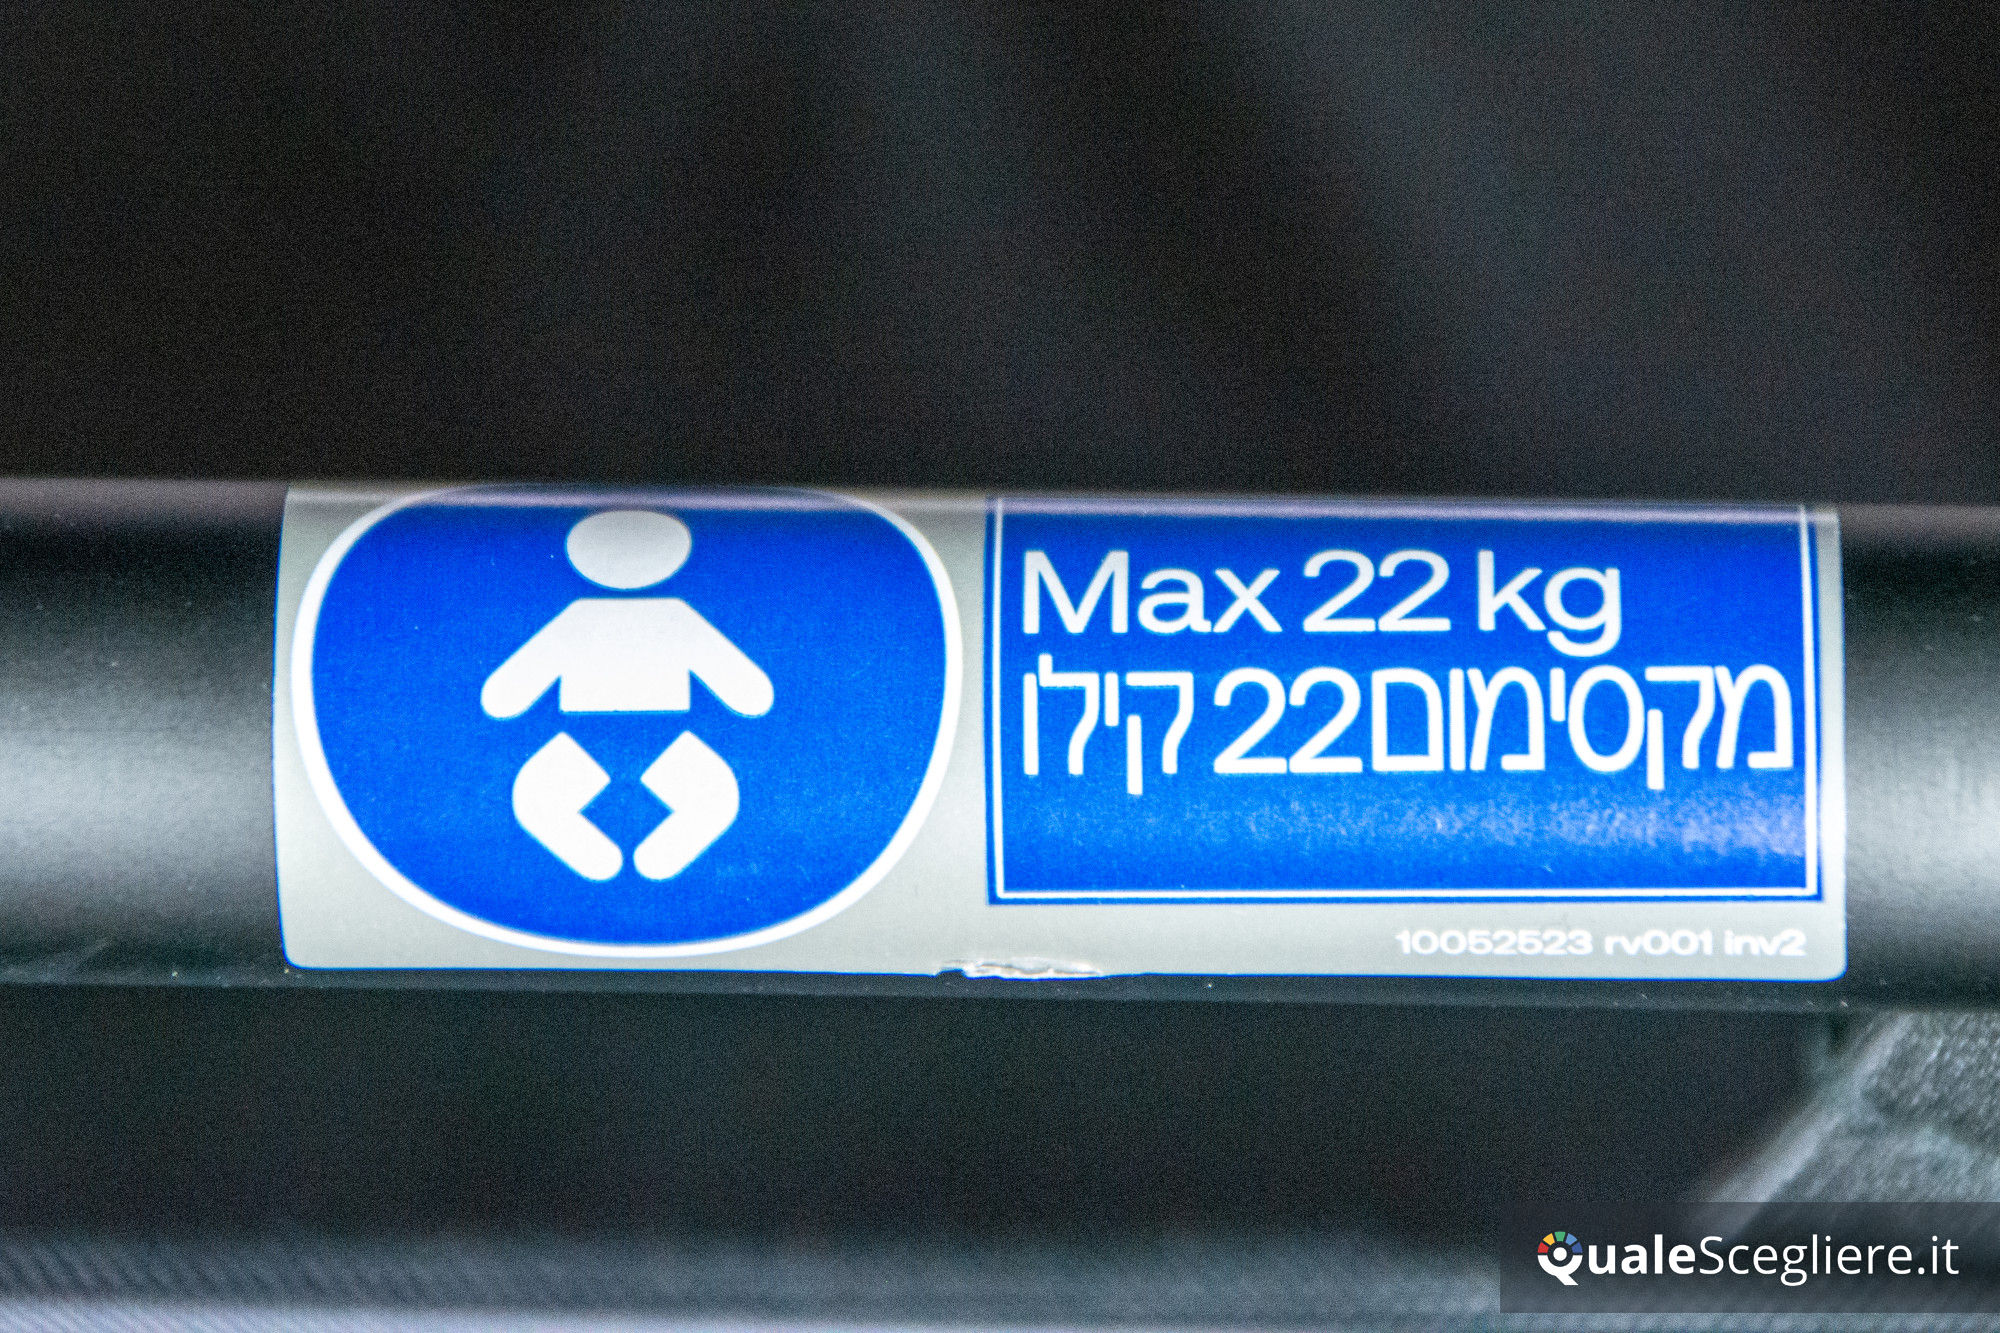 Max 22 kg
מקסימום 22 קילו
10052523 rv001 inv2
QualeScegliere.it